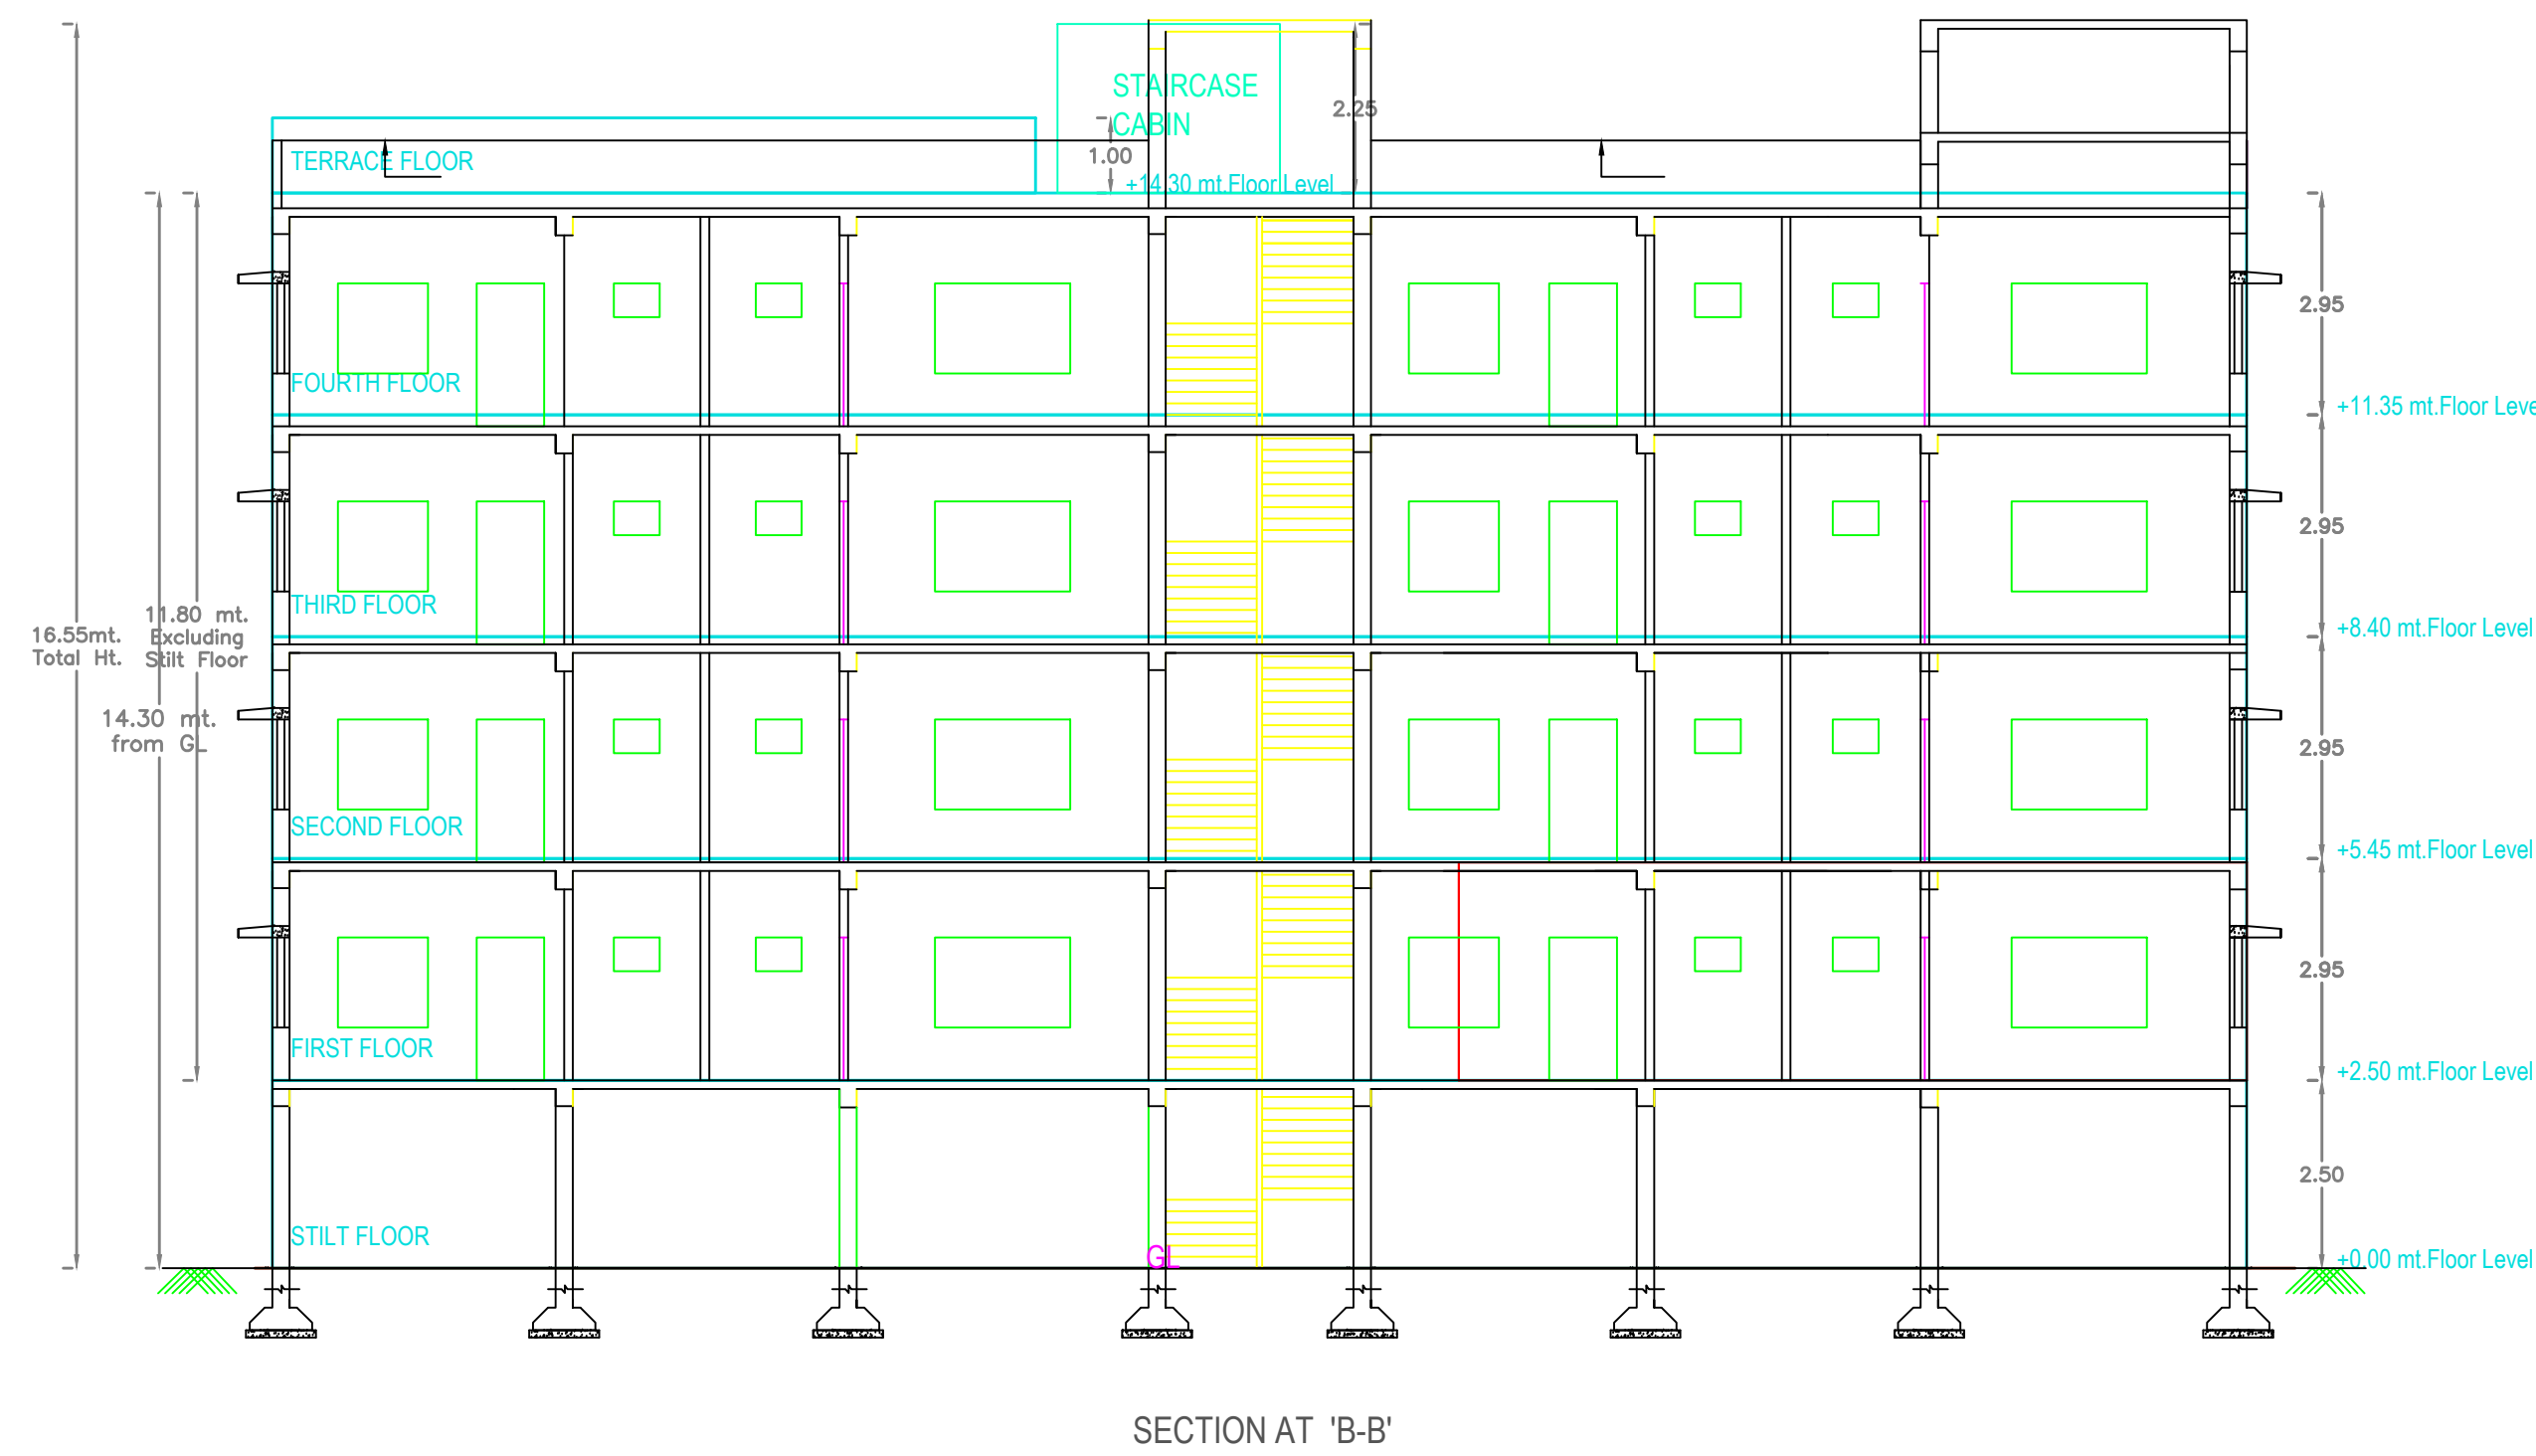 STAIRCASE
CABIN
2.25
TERRACE FLOOR
1.00
+14.30 mt.Floor Level
2.95
FOURTH FLOOR
+11.35 mt.Floor Leve
2.95
THIRD FLOOR
11.80 mt.
Excluding
Stilt Floor
16.55mt.
Total Ht.
+8.40 mt.Floor Level
14.30 mt.
from GL
2.95
SECOND FLOOR
+5.45 mt.Floor Level
2.95
FIRST FLOOR
+2.50 mt.Floor Level
2.50
STILT FLOOR
GL
+0.00 mt.Floor Level
SECTION AT 'B-B'